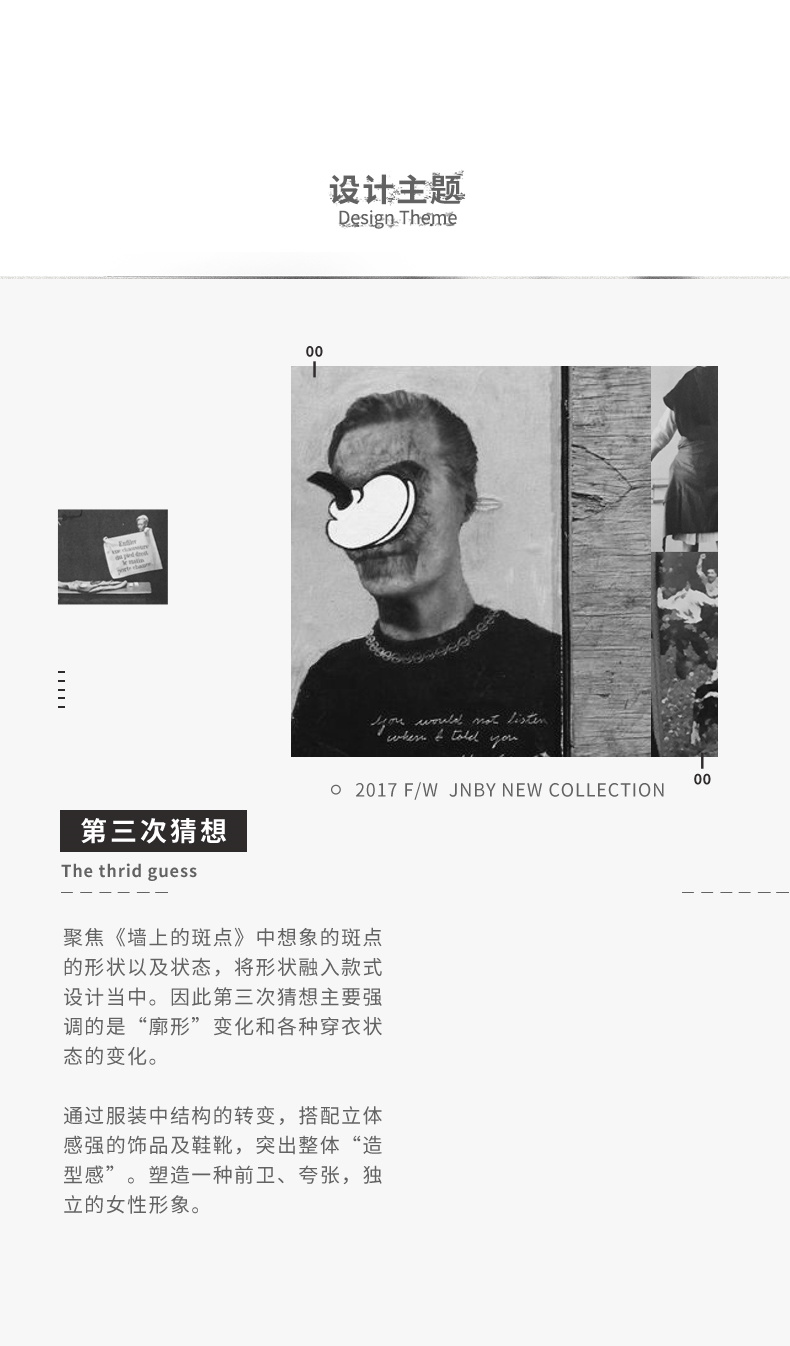 设计主题
Design Theme
00
you would not listen
when I told you
00
2017 F/W JNBY NEW COLLECTION
第三次猜想
The thrid guess
聚焦《墙上的斑点》中想象的斑点
的形状以及状态，将形状融入款式
设计当中。因此第三次猜想主要强
调的是“廓形”变化和各种穿衣状
态的变化。
通过服装中结构的转变，搭配立体
感强的饰品及鞋靴，突出整体“造
型感”。塑造一种前卫、夸张，独
立的女性形象。